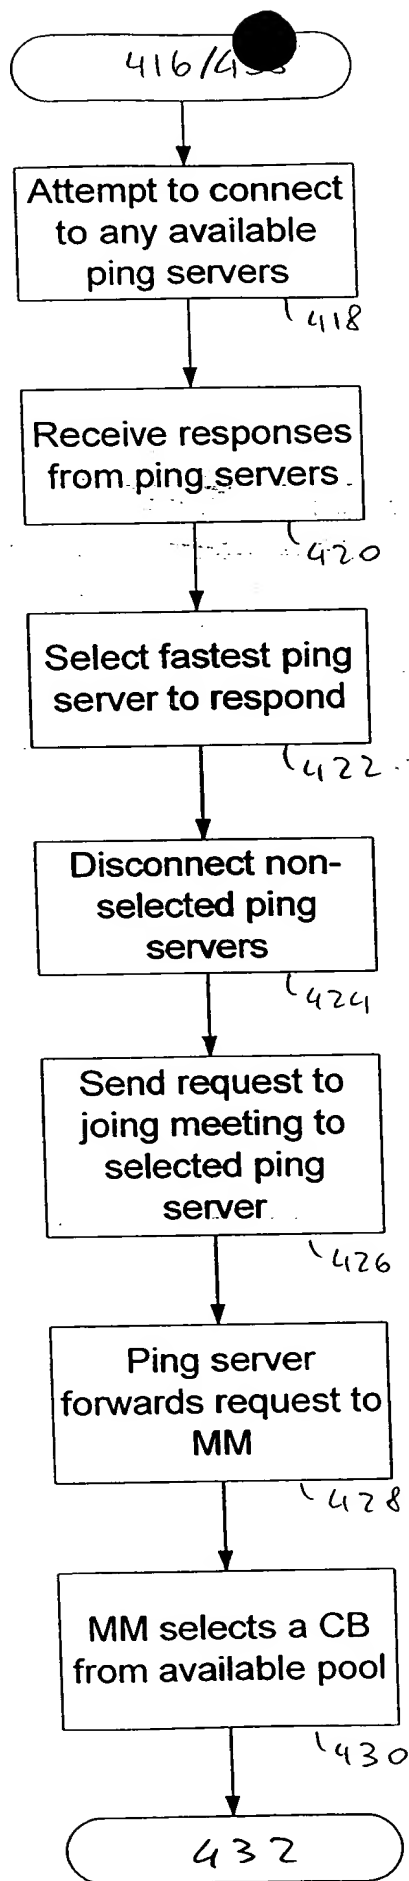 416/4
Attempt to connect
to any available
ping servers
418
Receive responses
from ping servers
420
Select fastest ping
server to respond
422
Disconnect non-
selected ping
servers
424
Send request to
joing meeting to
selected ping
server
426
Ping server
forwards request to
MM
428
MM selects a CB
from available pool
430
432